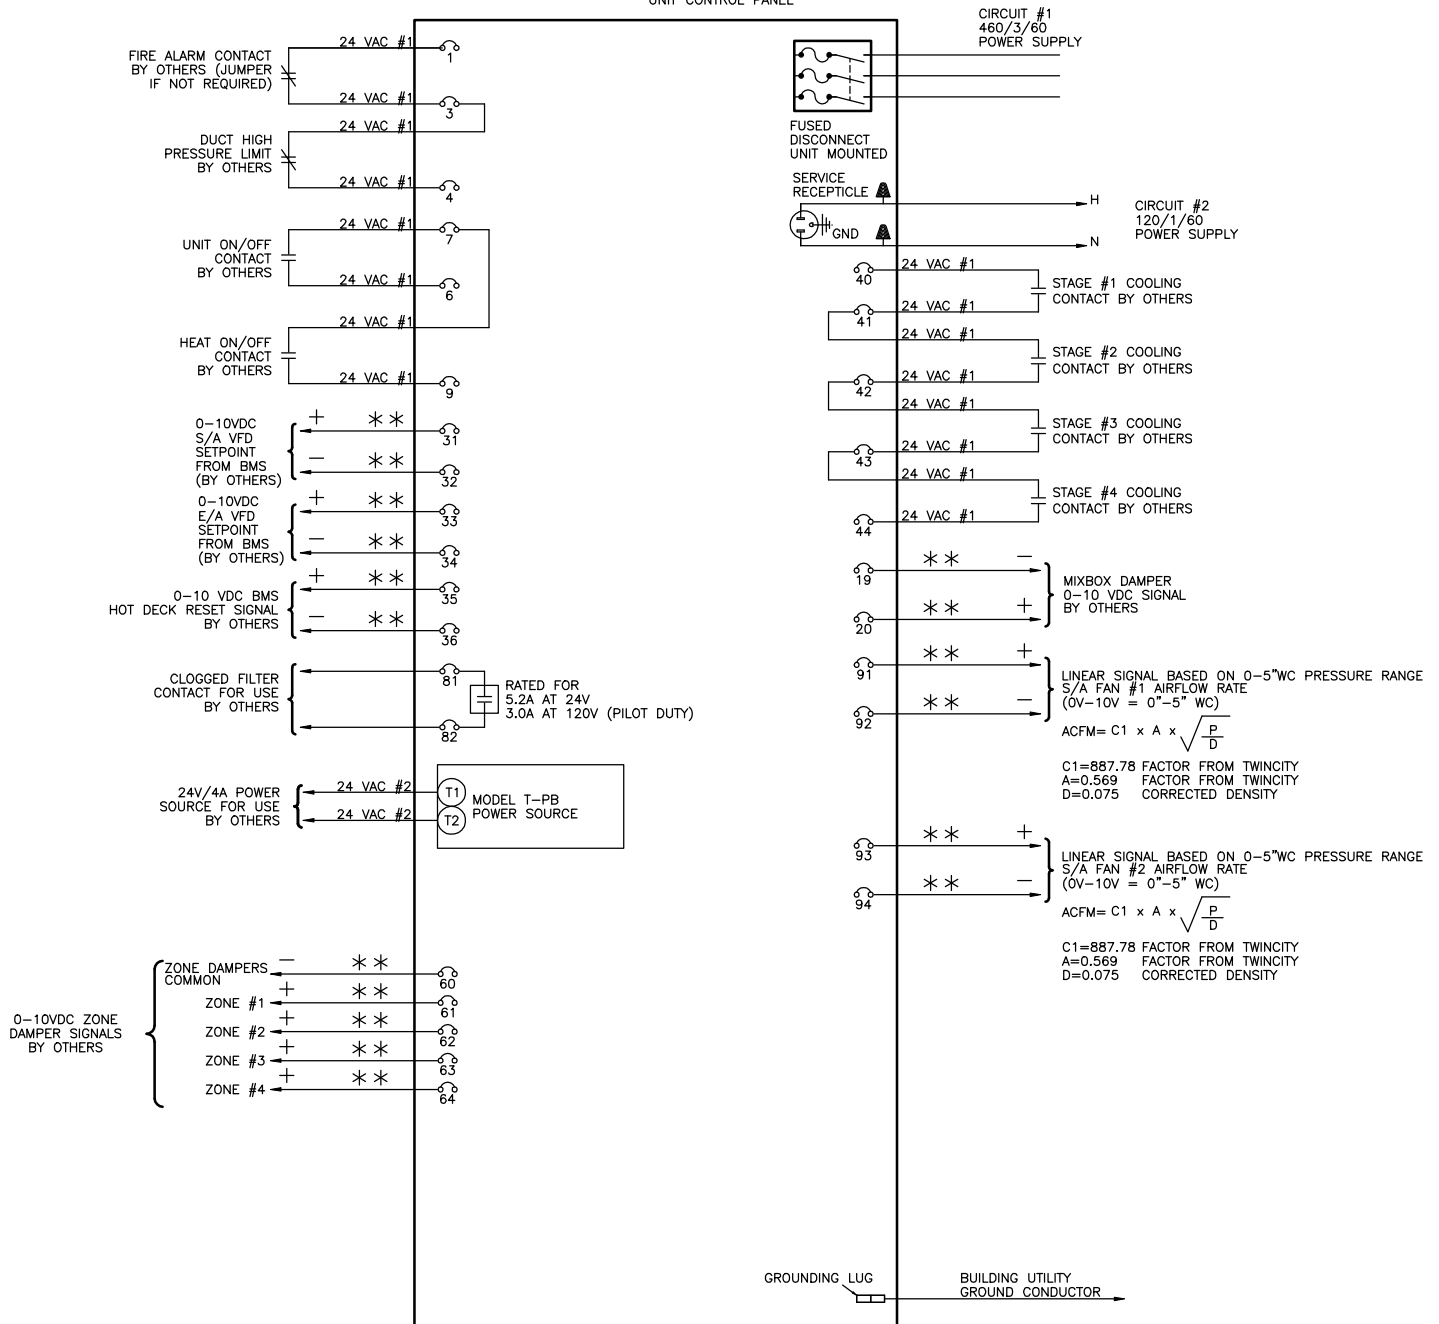 UNIT CONTROL PANEL
24 VAC #1
1
FIRE ALARM CONTACT
BY OTHERS (JUMPER
IF NOT REQUIRED)
24 VAC #1
3
24 VAC #1
DUCT HIGH
PRESSURE LIMIT
BY OTHERS
24 VAC #1
4
24 VAC #1
7
UNIT ON/OFF
CONTACT
BY OTHERS
24 VAC #1
6
24 VAC #1
HEAT ON/OFF
CONTACT
BY OTHERS
24 VAC #1
9
0-10VDC
S/A VFD
SETPOINT
FROM BMS
(BY OTHERS)
+ **
31
- **
32
0-10VDC
E/A VFD
SETPOINT
FROM BMS
(BY OTHERS)
+ **
33
- **
34
0-10 VDC BMS
HOT DECK RESET SIGNAL
BY OTHERS
+ **
35
- **
36
CLOGGED FILTER
CONTACT FOR USE
BY OTHERS
81
82
RATED FOR
5.2A AT 24V
3.0A AT 120V (PILOT DUTY)
24V/4A POWER
SOURCE FOR USE
BY OTHERS
24 VAC #2
24 VAC #2
T1
T2
MODEL T-PB
POWER SOURCE
0-10VDC ZONE
DAMPER SIGNALS
BY OTHERS
ZONE DAMPERS
COMMON
- **
60
ZONE #1 + **
61
ZONE #2 + **
62
ZONE #3 + **
63
ZONE #4 + **
64
CIRCUIT #1
460/3/60
POWER SUPPLY
FUSED
DISCONNECT
UNIT MOUNTED
SERVICE
RECEPTICLE
GND
H
N
CIRCUIT #2
120/1/60
POWER SUPPLY
40
24 VAC #1
STAGE #1 COOLING
CONTACT BY OTHERS
41
24 VAC #1
24 VAC #1
STAGE #2 COOLING
CONTACT BY OTHERS
42
24 VAC #1
24 VAC #1
STAGE #3 COOLING
CONTACT BY OTHERS
43
24 VAC #1
24 VAC #1
STAGE #4 COOLING
CONTACT BY OTHERS
44
24 VAC #1
19
** -
20
** +
MIXBOX DAMPER
0-10 VDC SIGNAL
BY OTHERS
91
** +
92
** -
LINEAR SIGNAL BASED ON 0-5"WC PRESSURE RANGE
S/A FAN #1 AIRFLOW RATE
(0V-10V = 0"-5" WC)
ACFM= C1 x A x √P/D
C1=887.78 FACTOR FROM TWINCITY
A=0.569 FACTOR FROM TWINCITY
D=0.075 CORRECTED DENSITY
93
** +
94
** -
LINEAR SIGNAL BASED ON 0-5"WC PRESSURE RANGE
S/A FAN #2 AIRFLOW RATE
(0V-10V = 0"-5" WC)
ACFM= C1 x A x √P/D
C1=887.78 FACTOR FROM TWINCITY
A=0.569 FACTOR FROM TWINCITY
D=0.075 CORRECTED DENSITY
GROUNDING LUG
BUILDING UTILITY
GROUND CONDUCTOR